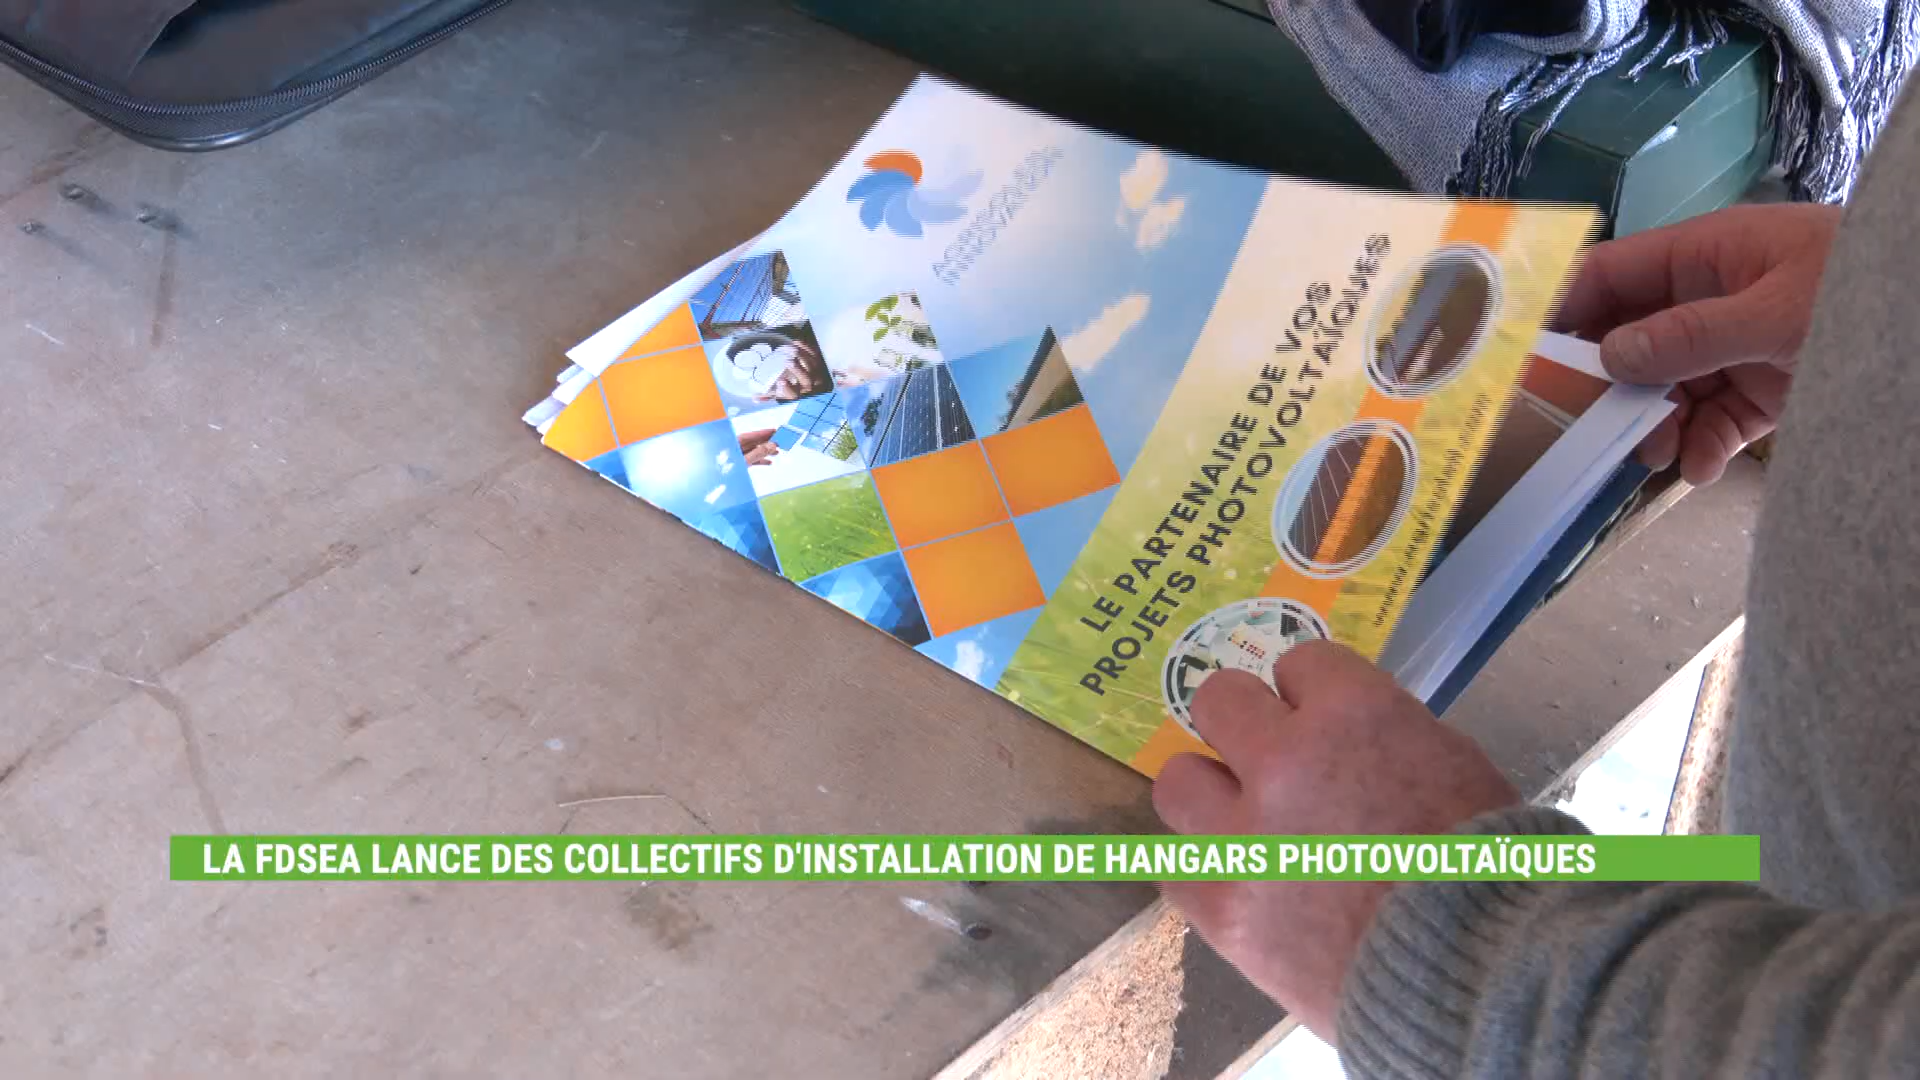 LE PARTENAIRE DE VOS
PROJETS PHOTOVOLTAÏQUES
LA FDSEA LANCE DES COLLECTIFS D'INSTALLATION DE HANGARS PHOTOVOLTAÏQUES